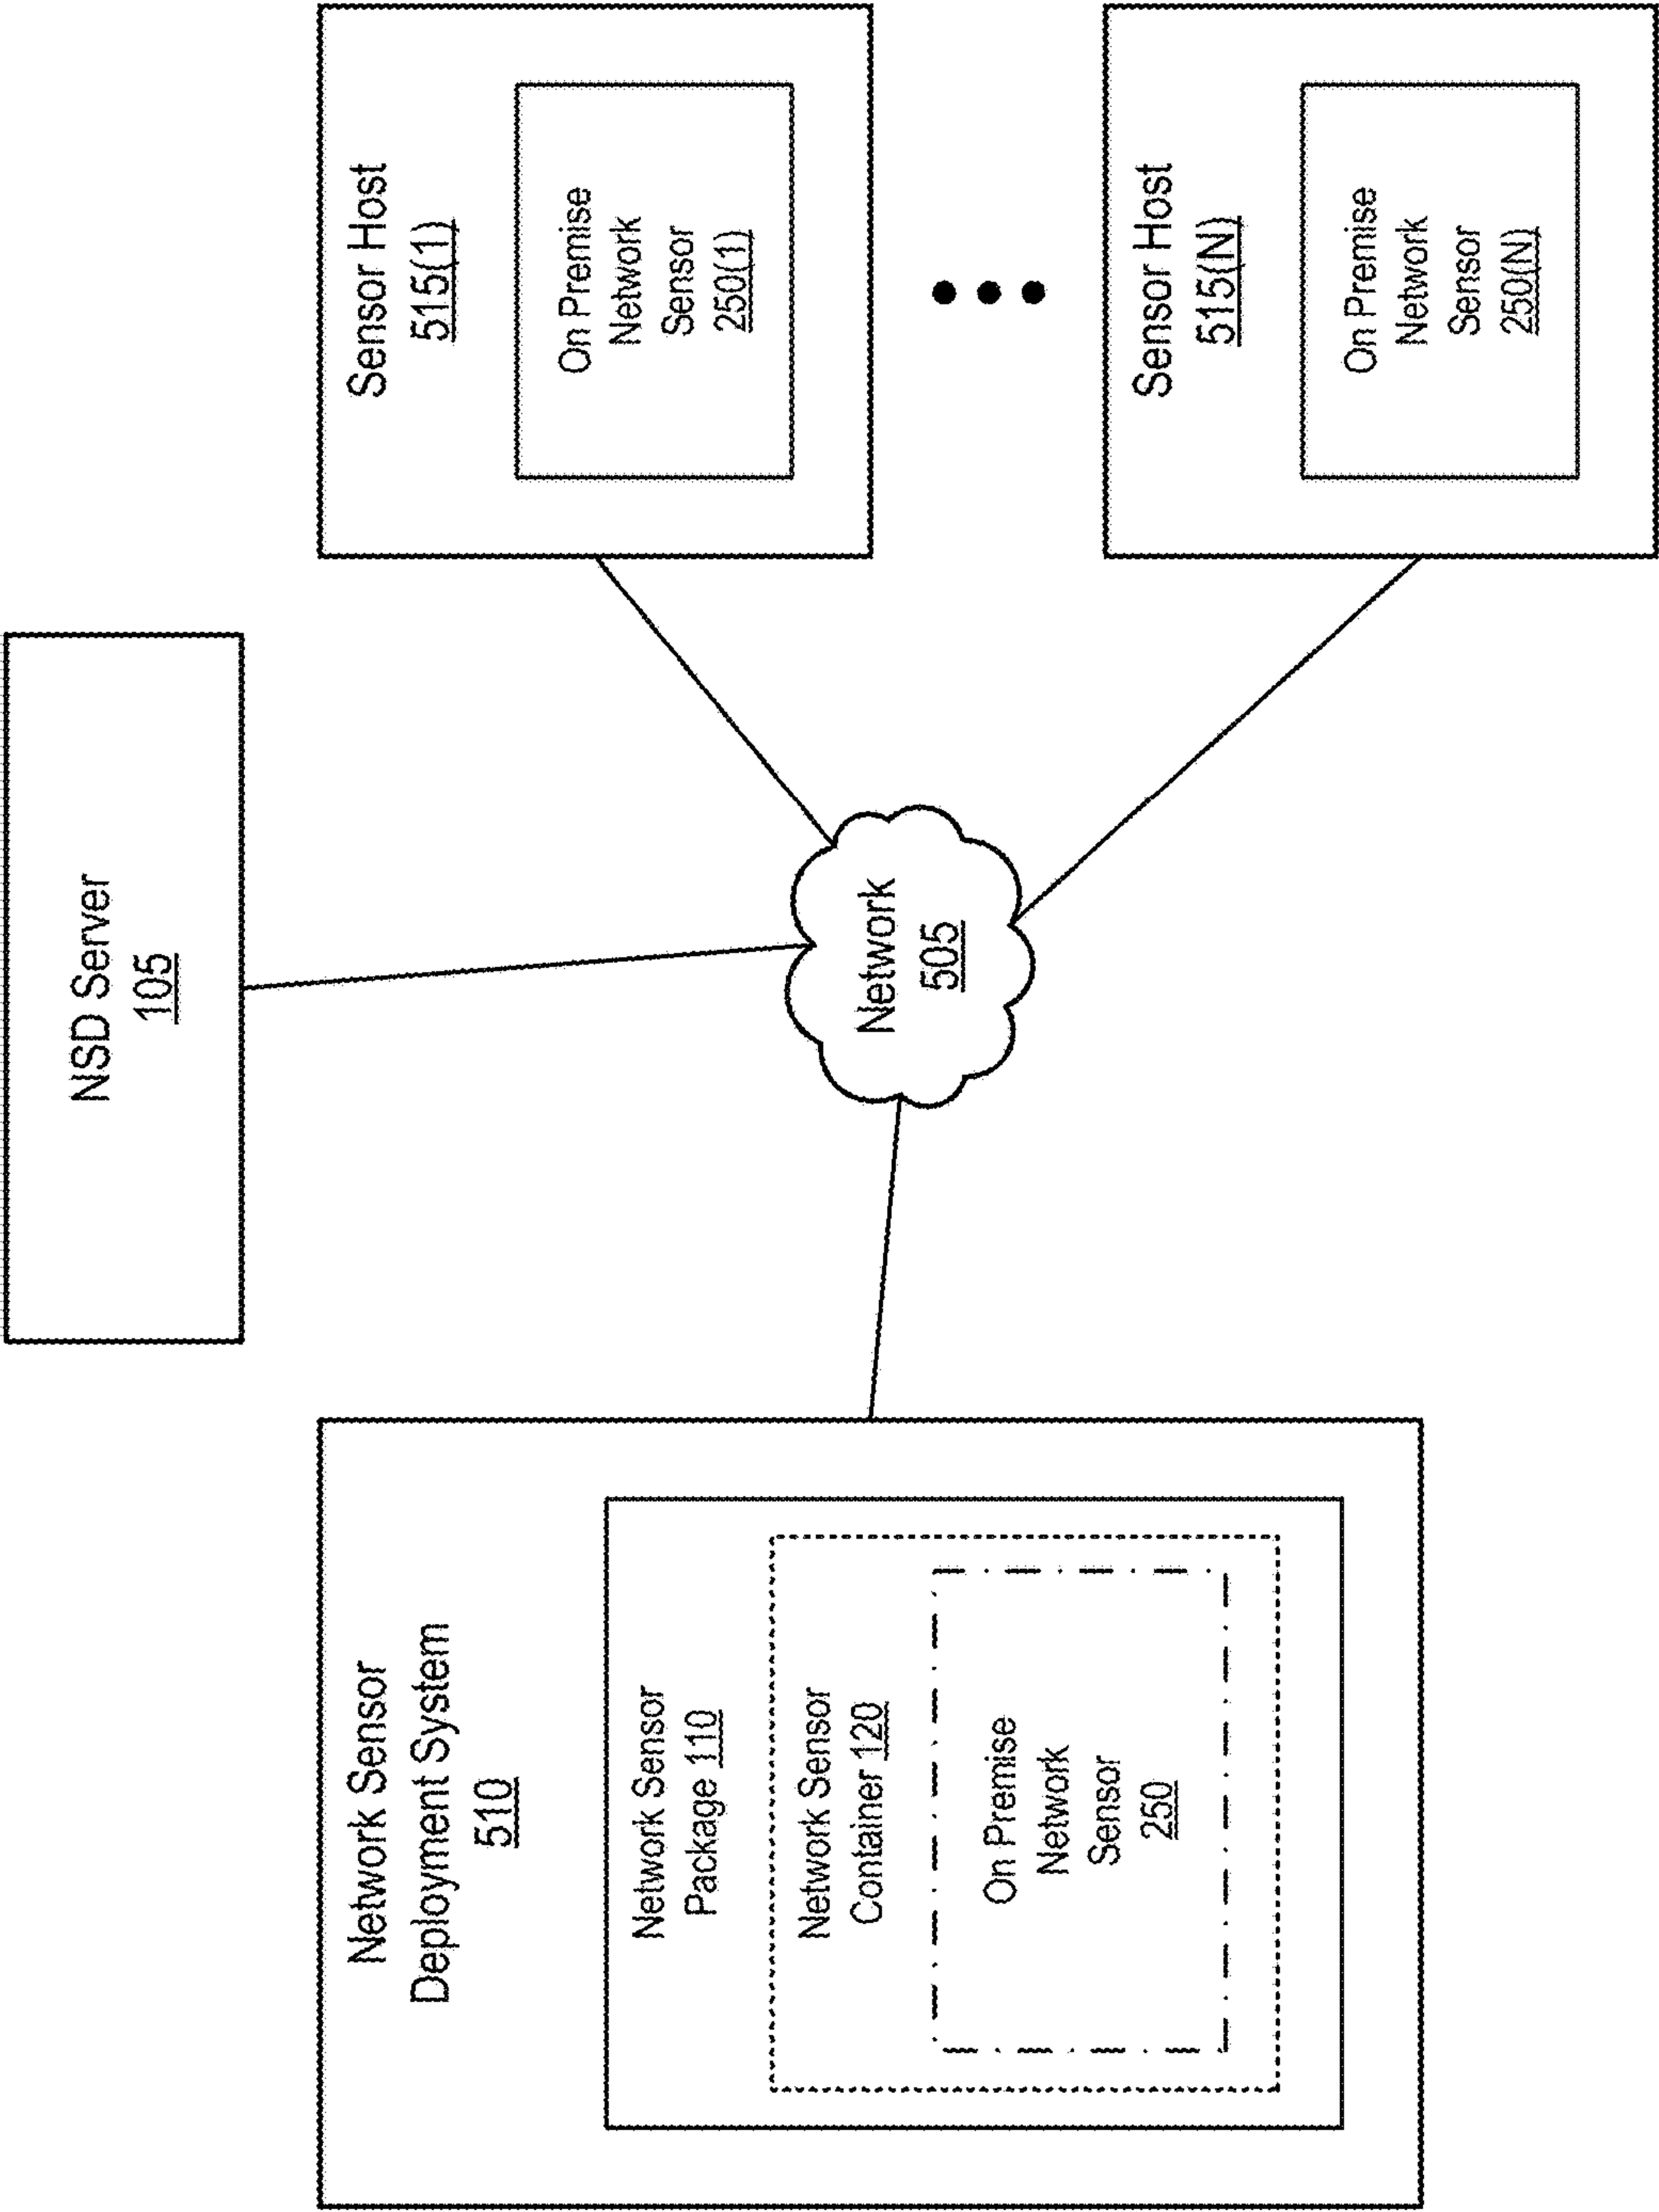 NSD Server
105
Network Sensor
Deployment System
510
Network Sensor
Package 110
Network Sensor
Container 120
On Premise
Network
Sensor
250
Network
505
Sensor Host
515(1)
On Premise
Network
Sensor
250(1)
Sensor Host
515(N)
On Premise
Network
Sensor
250(N)